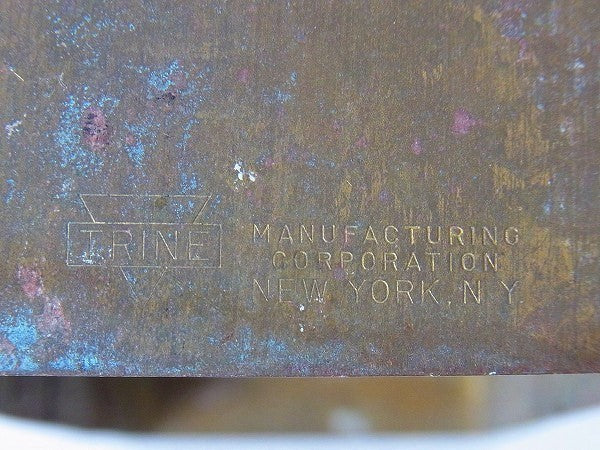 TRINE
MANUFACTURING
CORPORATION
NEW YORK, N Y